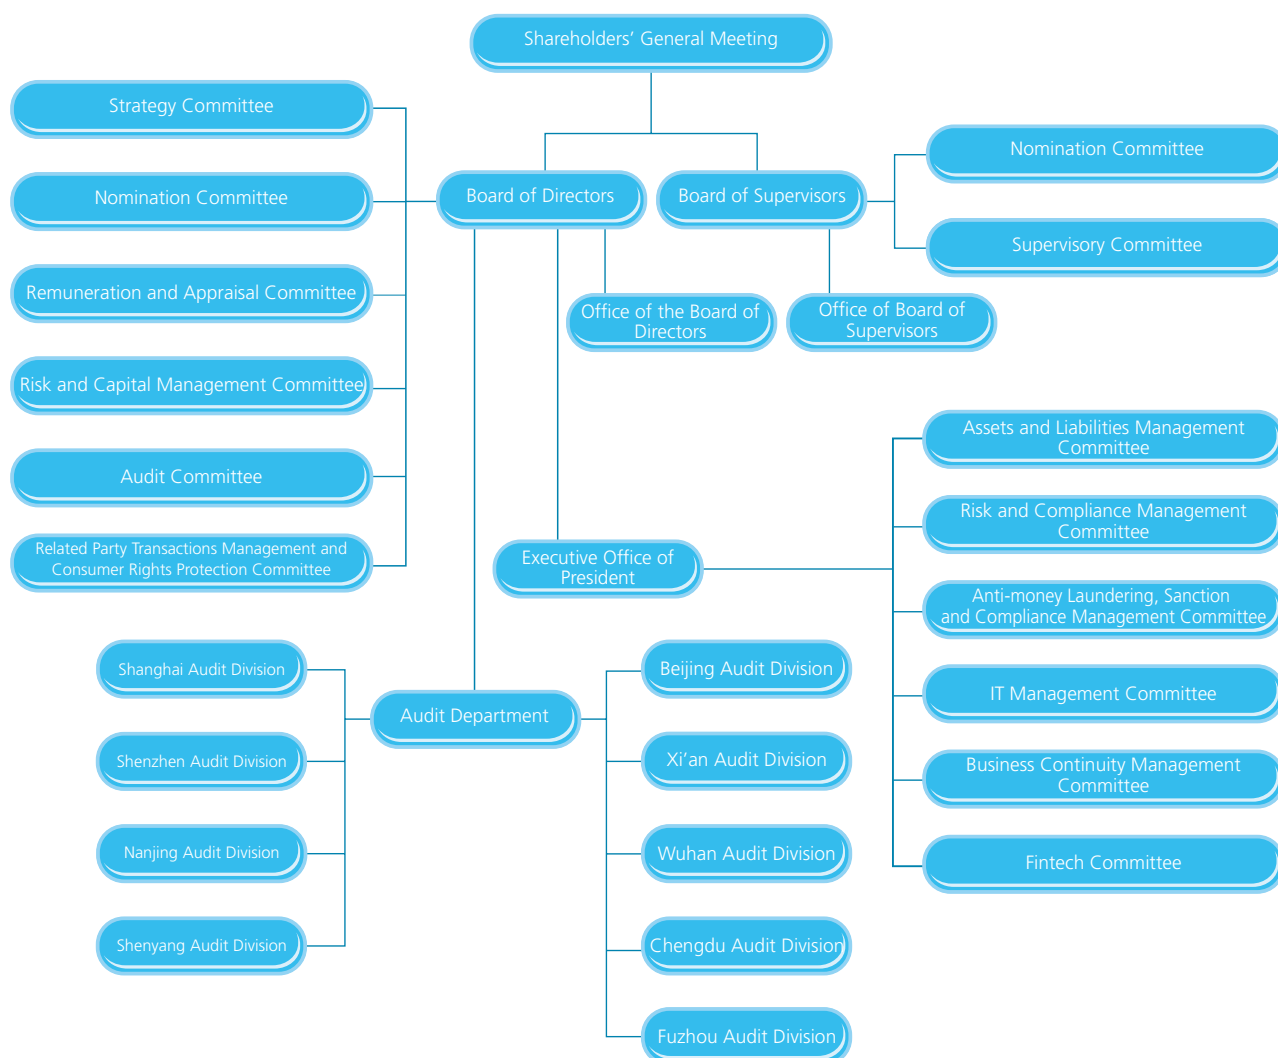 Shareholders’ General Meeting
Strategy Committee
Nomination Committee
Remuneration and Appraisal Committee
Risk and Capital Management Committee
Audit Committee
Related Party Transactions Management and
Consumer Rights Protection Committee
Board of Directors
Board of Supervisors
Nomination Committee
Supervisory Committee
Office of the Board of
Directors
Office of Board of
Supervisors
Executive Office of
President
Assets and Liabilities Management
Committee
Risk and Compliance Management
Committee
Anti-money Laundering, Sanction
and Compliance Management Committee
IT Management Committee
Business Continuity Management
Committee
Fintech Committee
Audit Department
Shanghai Audit Division
Shenzhen Audit Division
Nanjing Audit Division
Shenyang Audit Division
Beijing Audit Division
Xi’an Audit Division
Wuhan Audit Division
Chengdu Audit Division
Fuzhou Audit Division